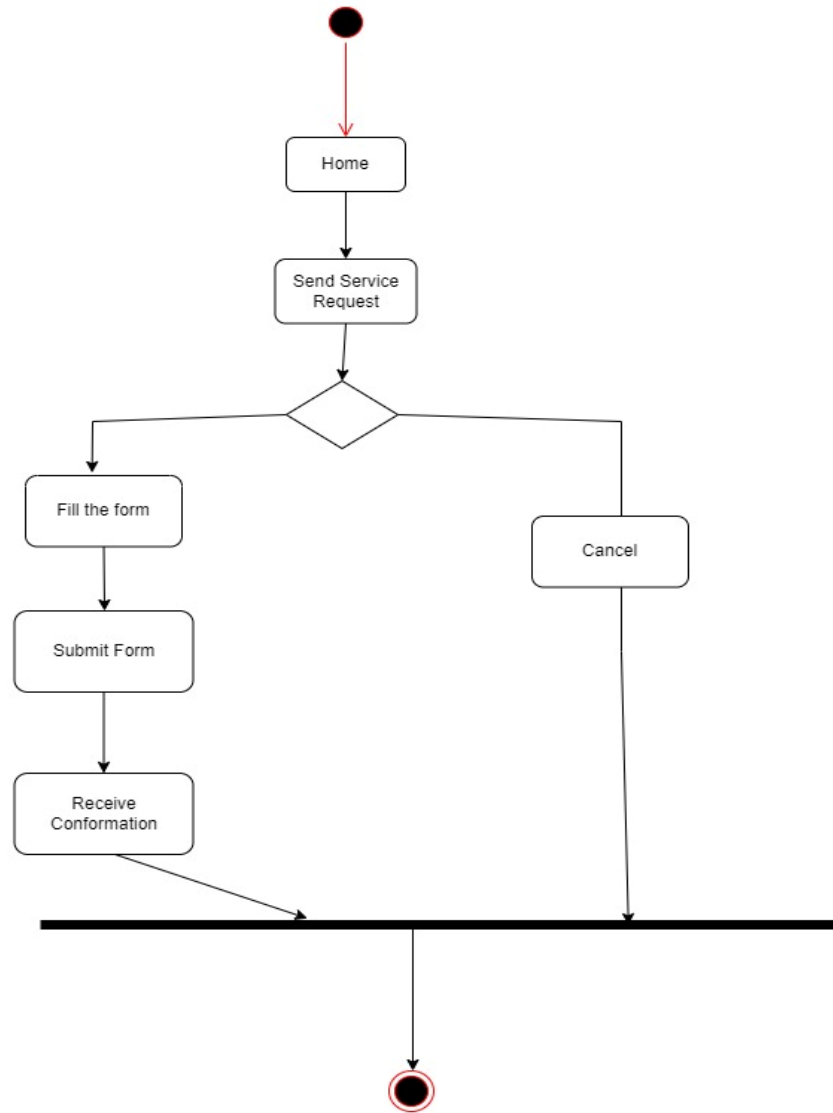 Home
Send Service
Request
Fill the form
Cancel
Submit Form
Receive
Conformation